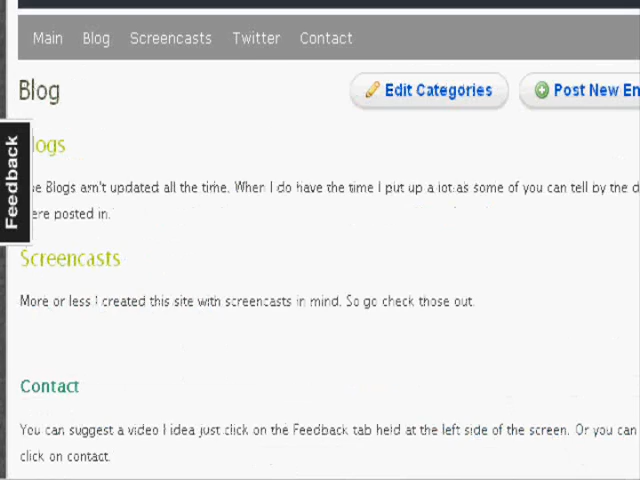 Main Blog Screencasts Twitter Contact
Blog
Edit Categories
Post New En
Feedback
logs
e Blogs arn't updated all the time. When I do have the time I put up a lot as some of you can tell by the d
ere posted in.
Screencasts
More or less I created this site with screencasts in mind. So go check those out.
Contact
You can suggest a video I idea just click on the Feedback tab held at the left side of the screen. Or you can
click on contact.